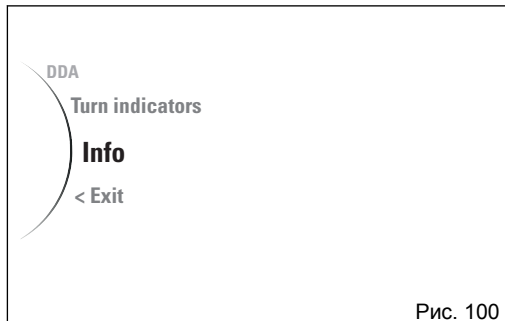 DDA
Turn indicators
Info
< Exit
Рис. 100